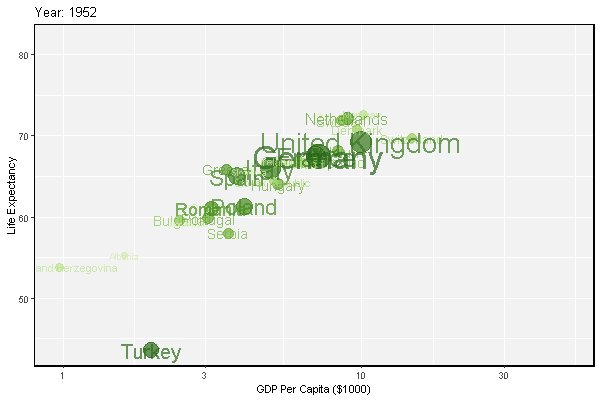 Year: 1952
Life Expectancy
80
70
60
50
Netherlands
Denmark
United Kingdom
Germany
Italy
Spain
Hungary
Romania
Poland
Portugal
Bulgaria
Serbia
Albania
and Herzegovina
Turkey
1
3
10
30
GDP Per Capita ($1000)